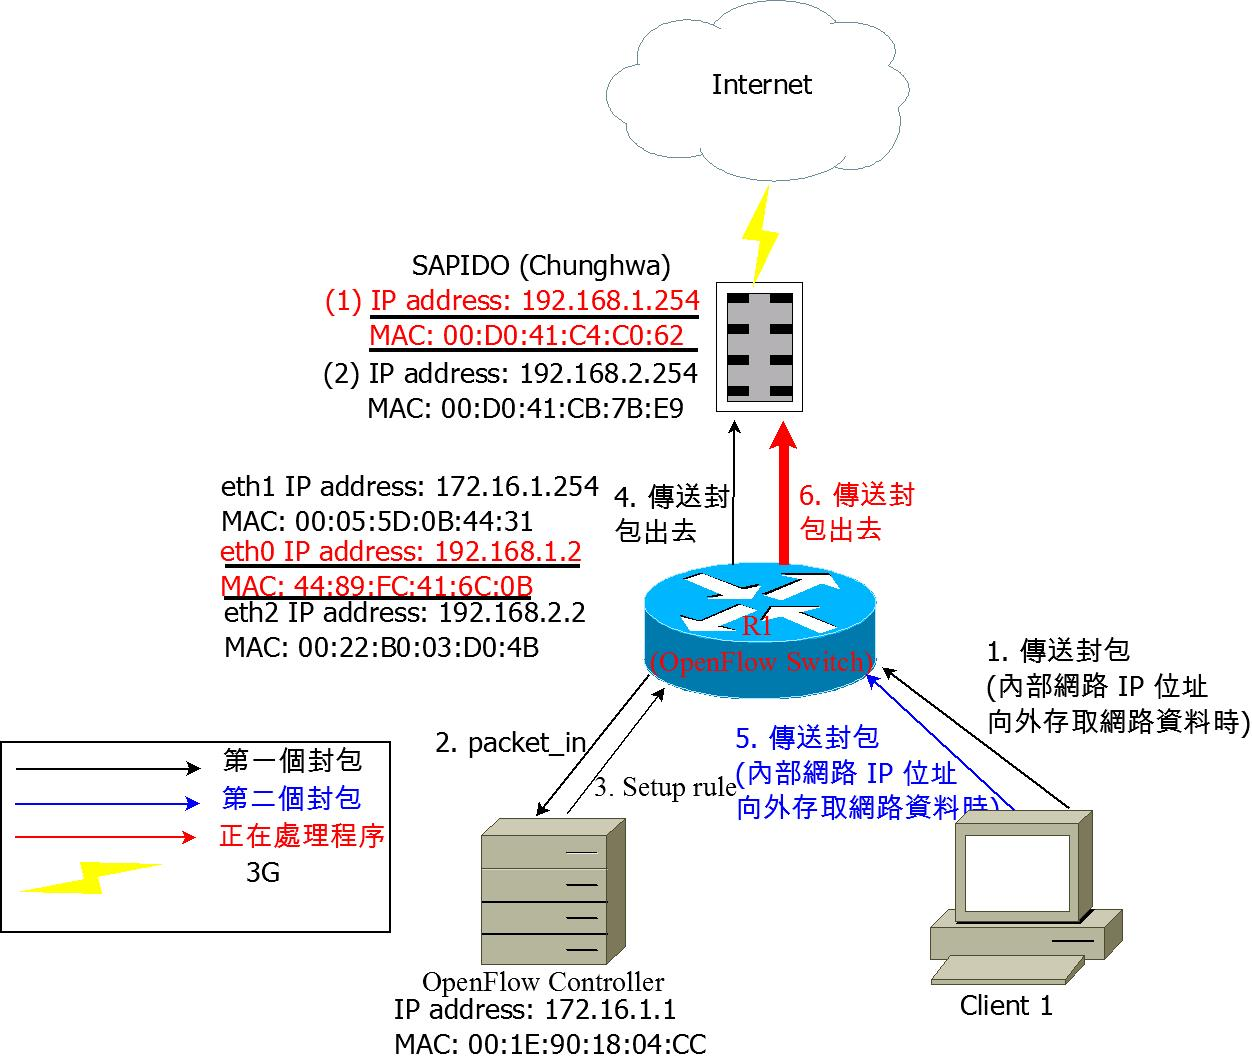 Internet
SAPIDO (Chunghwa)
(1) IP address: 192.168.1.254
MAC: 00:D0:41:C4:C0:62
(2) IP address: 192.168.2.254
MAC: 00:D0:41:CB:7B:E9
eth1 IP address: 172.16.1.254
MAC: 00:05:5D:0B:44:31
eth0 IP address: 192.168.1.2
MAC: 44:89:FC:41:6C:0B
eth2 IP address: 192.168.2.2
MAC: 00:22:B0:03:D0:4B
4. 傳送封
包出去
6. 傳送封
包出去
R1
(OpenFlow Switch)
1. 傳送封包
(內部網路 IP 位址
向外存取網路資料時)
2. packet_in
3. Setup rule
5. 傳送封包
(內部網路 IP 位址
向外存取網路資料時)
第一個封包
第二個封包
正在處理程序
3G
OpenFlow Controller
IP address: 172.16.1.1
MAC: 00:1E:90:18:04:CC
Client 1